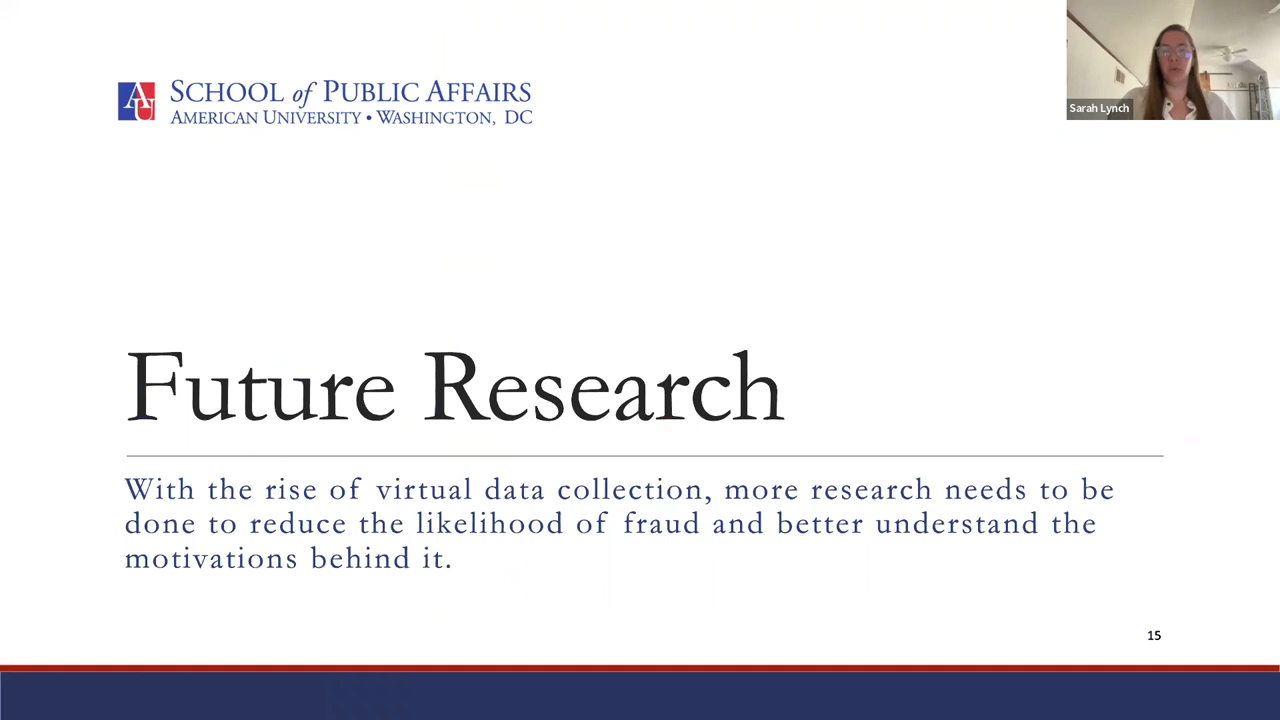 AU
SCHOOL of PUBLIC AFFAIRS
AMERICAN UNIVERSITY • WASHINGTON, DC
Sarah Lynch
Future Research
With the rise of virtual data collection, more research needs to be
done to reduce the likelihood of fraud and better understand the
motivations behind it.
15